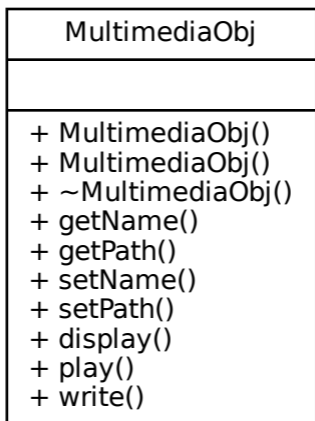 MultimediaObj
+ MultimediaObj()
+ MultimediaObj()
+ ~MultimediaObj()
+ getName()
+ getPath()
+ setName()
+ setPath()
+ display()
+ play()
+ write()